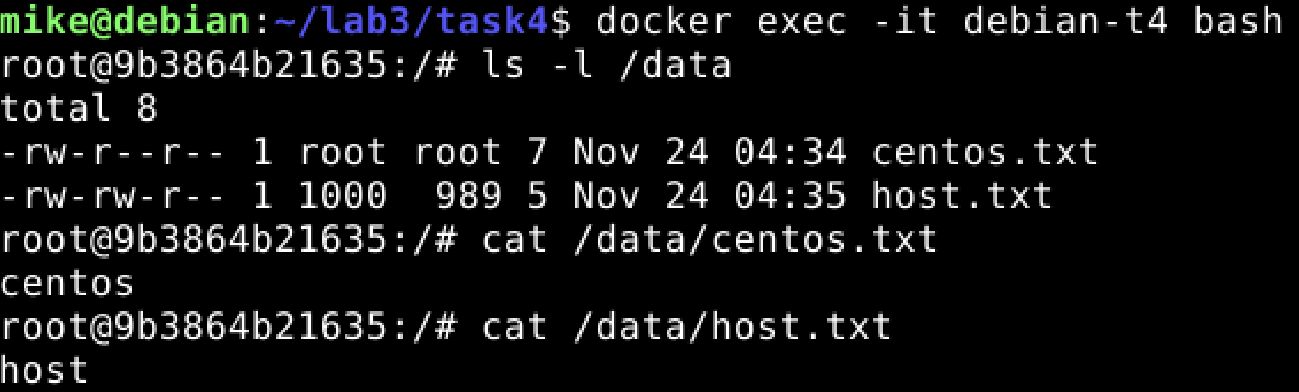 mike@debian:~/lab3/task4$ docker exec -it debian-t4 bash
root@9b3864b21635:/# ls -l /data
total 8
-rw-r--r-- 1 root root 7 Nov 24 04:34 centos.txt
-rw-rw-r-- 1 1000  989 5 Nov 24 04:35 host.txt
root@9b3864b21635:/# cat /data/centos.txt
centos
root@9b3864b21635:/# cat /data/host.txt
host